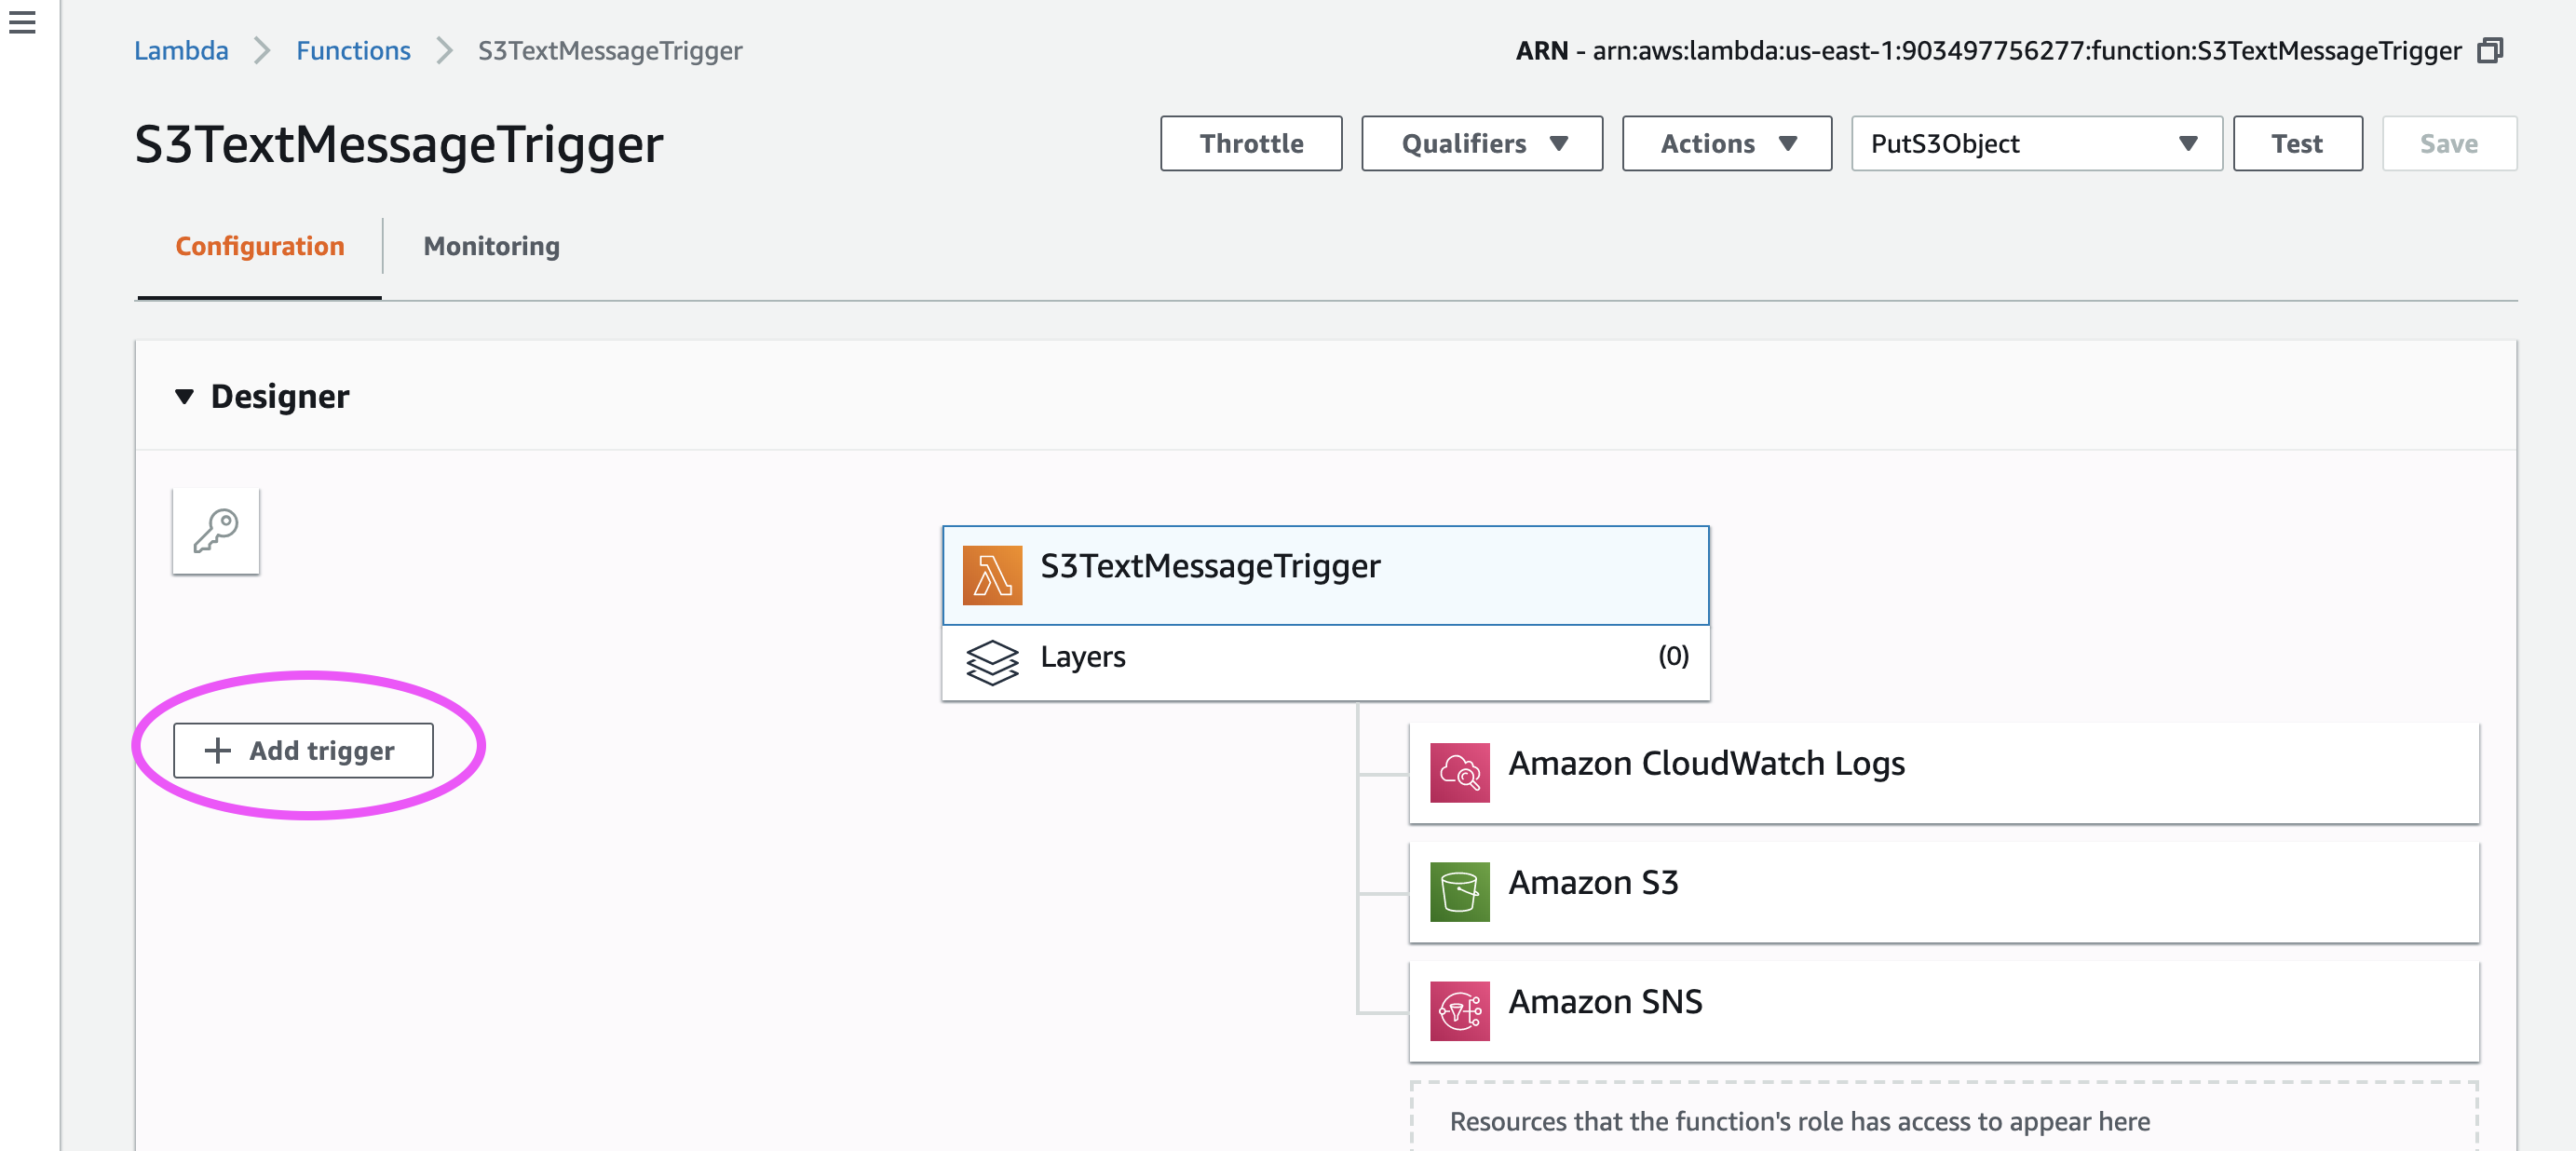 Lambda > Functions > S3TextMessageTrigger
ARN - arn:aws:lambda:us-east-1:903497756277:function:S3TextMessageTrigger
S3TextMessageTrigger
Throttle
Qualifiers
Actions
PutS3Object
Test
Save
Configuration
Monitoring
Designer
S3TextMessageTrigger
Layers (0)
+ Add trigger
Amazon CloudWatch Logs
Amazon S3
Amazon SNS
Resources that the function's role has access to appear here